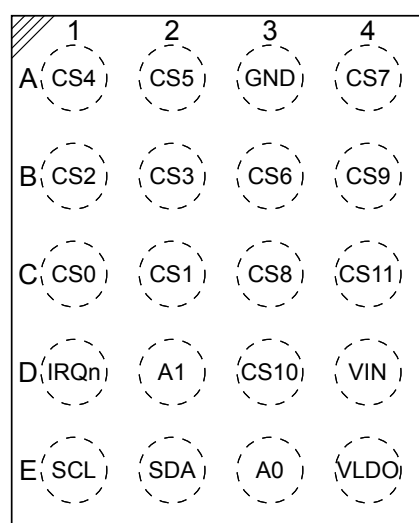 1 2 3 4
A CS4 CS5 GND CS7
B CS2 CS3 CS6 CS9
C CS0 CS1 CS8 CS11
D IRQn A1 CS10 VIN
E SCL SDA A0 VLDO